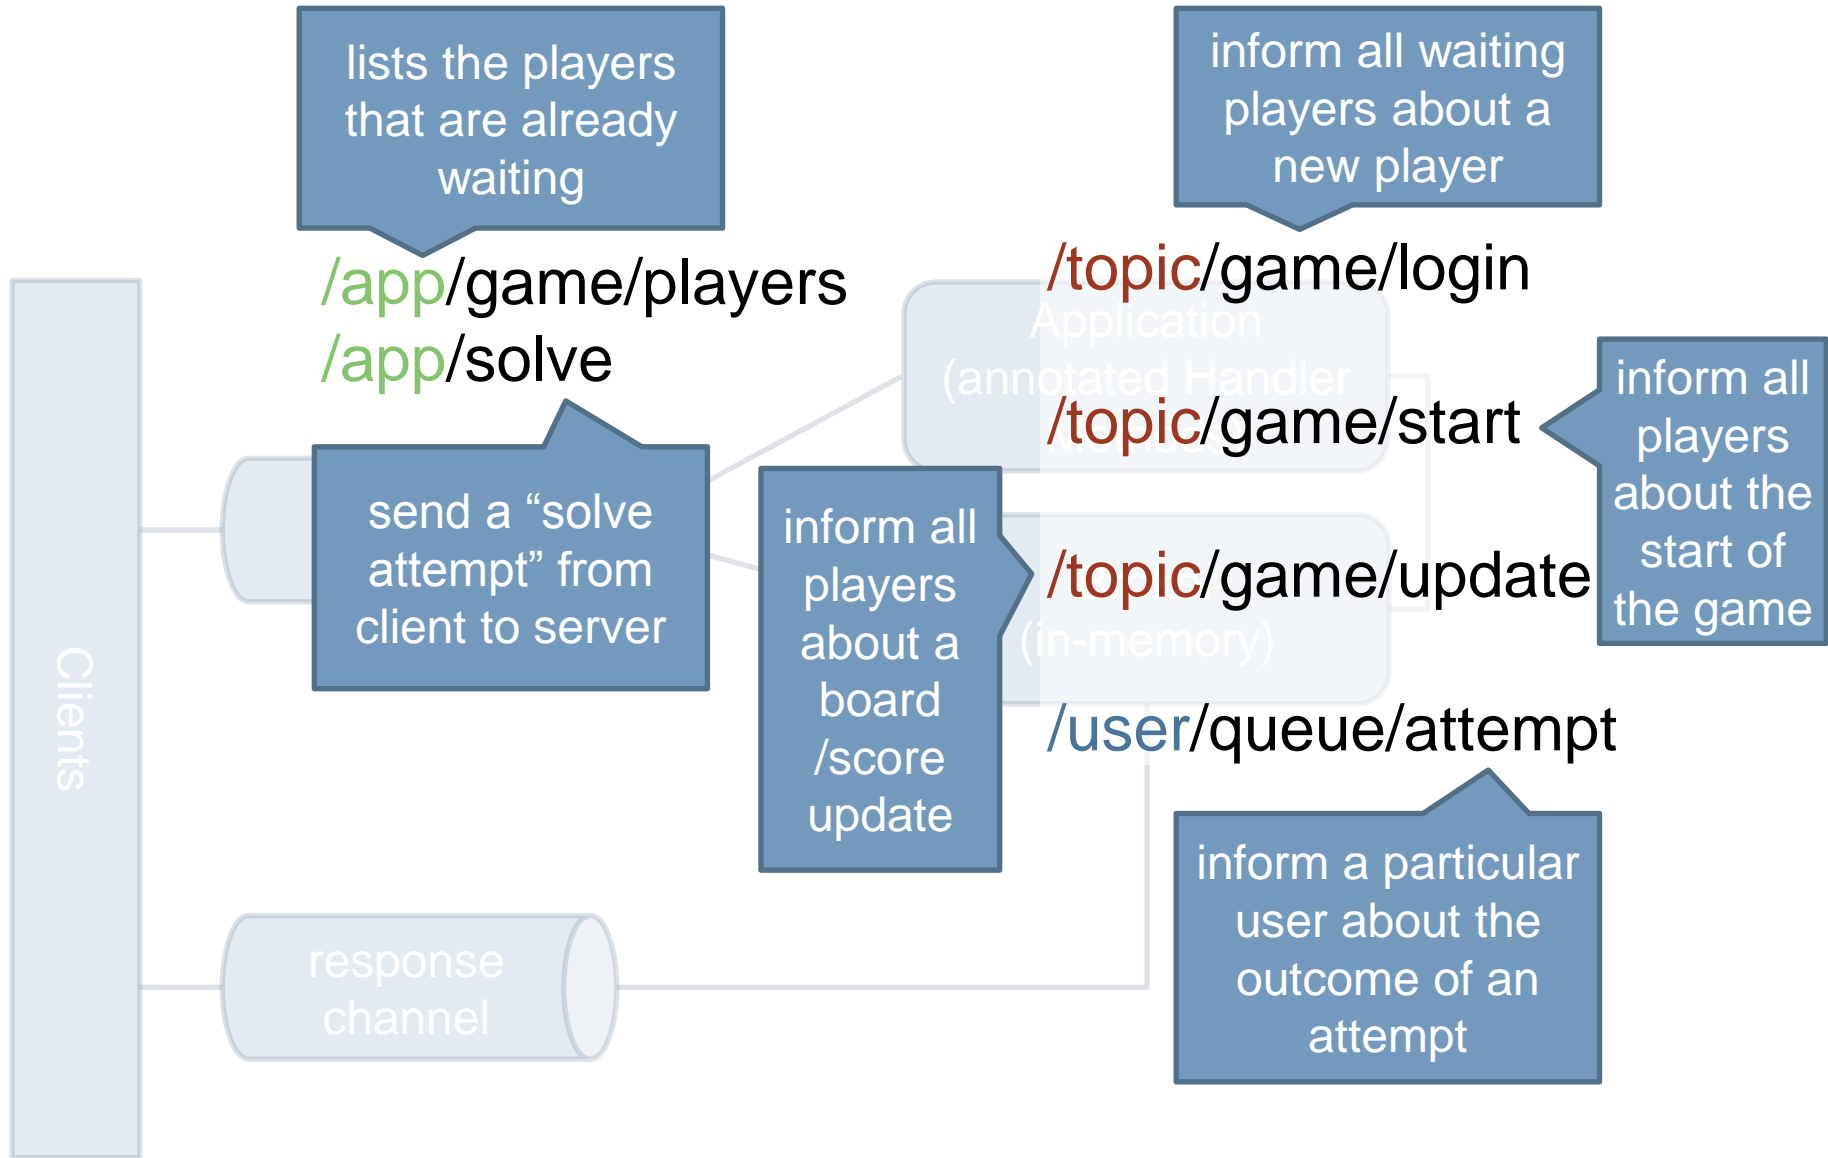 lists the players
that are already
waiting
inform all waiting
players about a
new player
/app/game/players
/app/solve
/topic/game/login
Application
(annotated Handler
/topic/game/start
inform all
players
about the
start of
the game
send a “solve
attempt” from
client to server
inform all
players
about a
board
/score
update
/topic/game/update
(in-memory)
/user/queue/attempt
inform a particular
user about the
outcome of an
attempt
Clients
response
channel